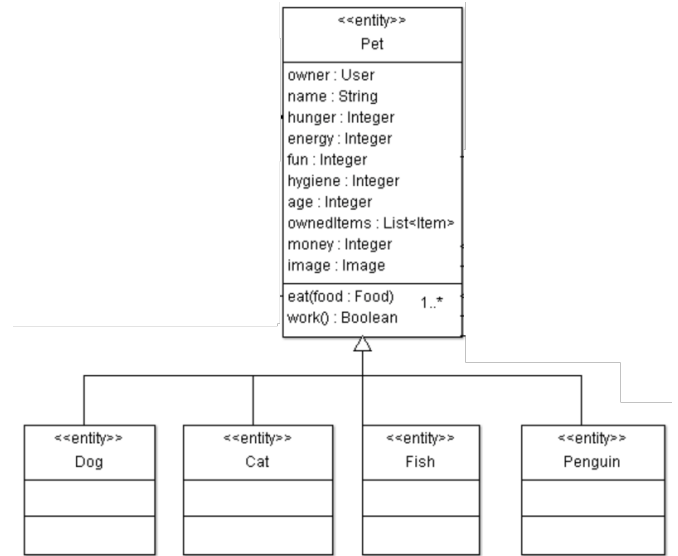 <<entity>>
Pet
owner : User
name : String
hunger : Integer
energy : Integer
fun : Integer
hygiene : Integer
age : Integer
ownedItems : List<Item>
money : Integer
image : Image
eat(food : Food)
1..*
work() : Boolean
<<entity>>
Dog
<<entity>>
Cat
<<entity>>
Fish
<<entity>>
Penguin